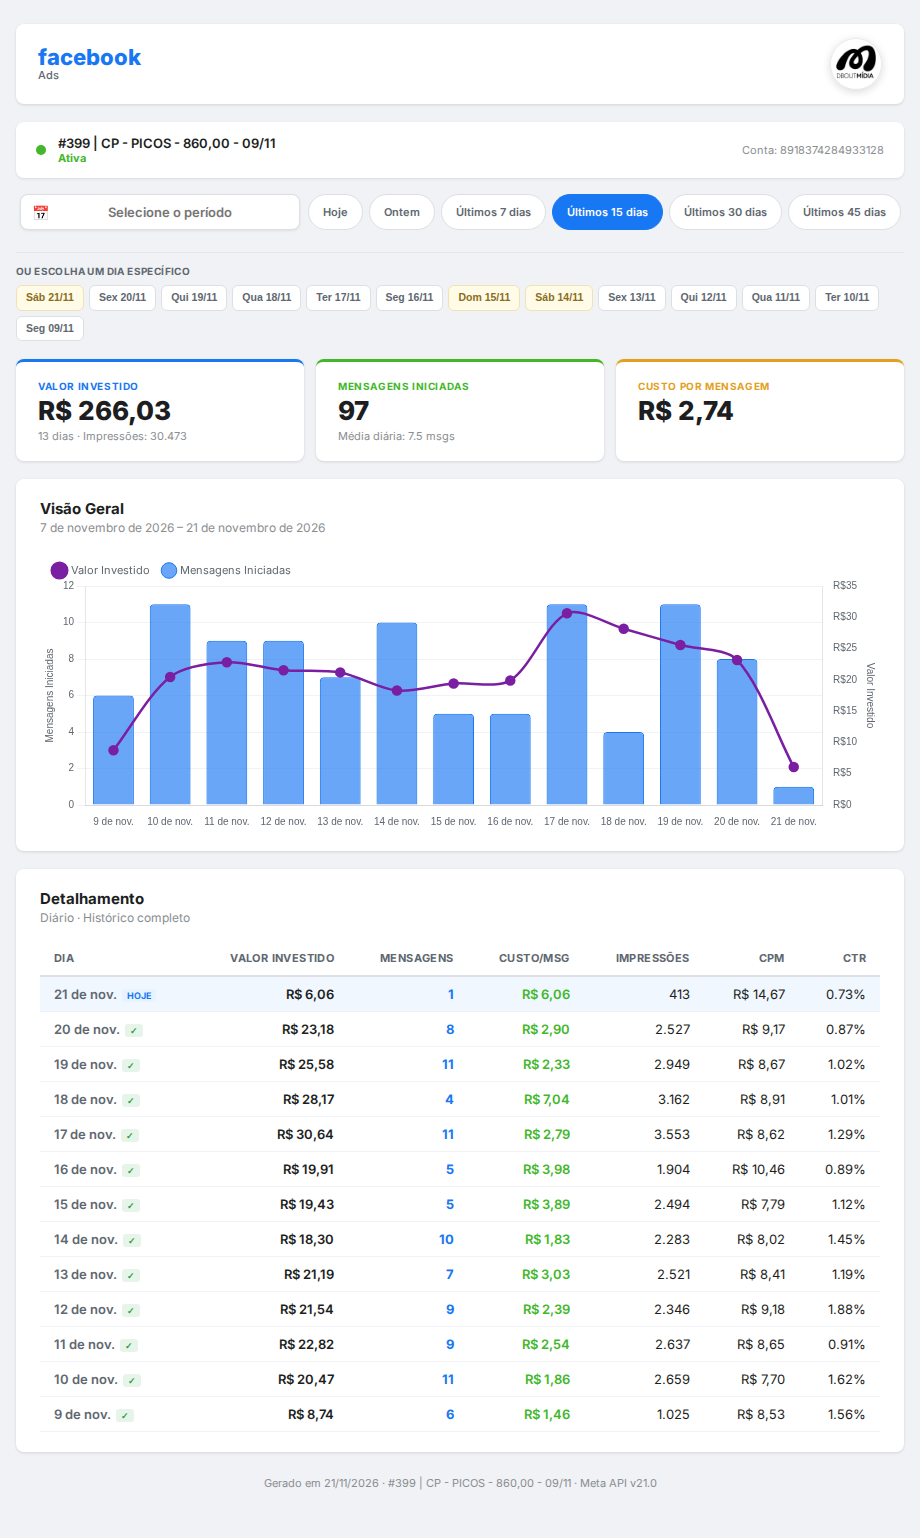 facebook
Ads
DBOUTMÍDIA
#399 | CP - PICOS - 860,00 - 09/11
Ativa
Conta: 8918374284933128
Selecione o período
Hoje
Ontem
Últimos 7 dias
Últimos 15 dias
Últimos 30 dias
Últimos 45 dias
OU ESCOLHA UM DIA ESPECÍFICO
Sáb 21/11
Sex 20/11
Qui 19/11
Qua 18/11
Ter 17/11
Seg 16/11
Dom 15/11
Sáb 14/11
Sex 13/11
Qui 12/11
Qua 11/11
Ter 10/11
Seg 09/11
VALOR INVESTIDO
R$ 266,03
13 dias · Impressões: 30.473
MENSAGENS INICIADAS
97
Média diária: 7.5 msgs
CUSTO POR MENSAGEM
R$ 2,74
Visão Geral
7 de novembro de 2026 – 21 de novembro de 2026
Valor Investido
Mensagens Iniciadas
12
10
8
6
4
2
0
Mensagens Iniciadas
R$35
R$30
R$25
R$20
R$15
R$10
R$5
R$0
Valor Investido
9 de nov. 10 de nov. 11 de nov. 12 de nov. 13 de nov. 14 de nov. 15 de nov. 16 de nov. 17 de nov. 18 de nov. 19 de nov. 20 de nov. 21 de nov.
Detalhamento
Diário · Histórico completo
DIA VALOR INVESTIDO MENSAGENS CUSTO/MSG IMPRESSÕES CPM CTR
21 de nov. HOJE R$ 6,06 1 R$ 6,06 413 R$ 14,67 0.73%
20 de nov. ✓ R$ 23,18 8 R$ 2,90 2.527 R$ 9,17 0.87%
19 de nov. ✓ R$ 25,58 11 R$ 2,33 2.949 R$ 8,67 1.02%
18 de nov. ✓ R$ 28,17 4 R$ 7,04 3.162 R$ 8,91 1.01%
17 de nov. ✓ R$ 30,64 11 R$ 2,79 3.553 R$ 8,62 1.29%
16 de nov. ✓ R$ 19,91 5 R$ 3,98 1.904 R$ 10,46 0.89%
15 de nov. ✓ R$ 19,43 5 R$ 3,89 2.494 R$ 7,79 1.12%
14 de nov. ✓ R$ 18,30 10 R$ 1,83 2.283 R$ 8,02 1.45%
13 de nov. ✓ R$ 21,19 7 R$ 3,03 2.521 R$ 8,41 1.19%
12 de nov. ✓ R$ 21,54 9 R$ 2,39 2.346 R$ 9,18 1.88%
11 de nov. ✓ R$ 22,82 9 R$ 2,54 2.637 R$ 8,65 0.91%
10 de nov. ✓ R$ 20,47 11 R$ 1,86 2.659 R$ 7,70 1.62%
9 de nov. ✓ R$ 8,74 6 R$ 1,46 1.025 R$ 8,53 1.56%
Gerado em 21/11/2026 · #399 | CP - PICOS - 860,00 - 09/11 · Meta API v21.0